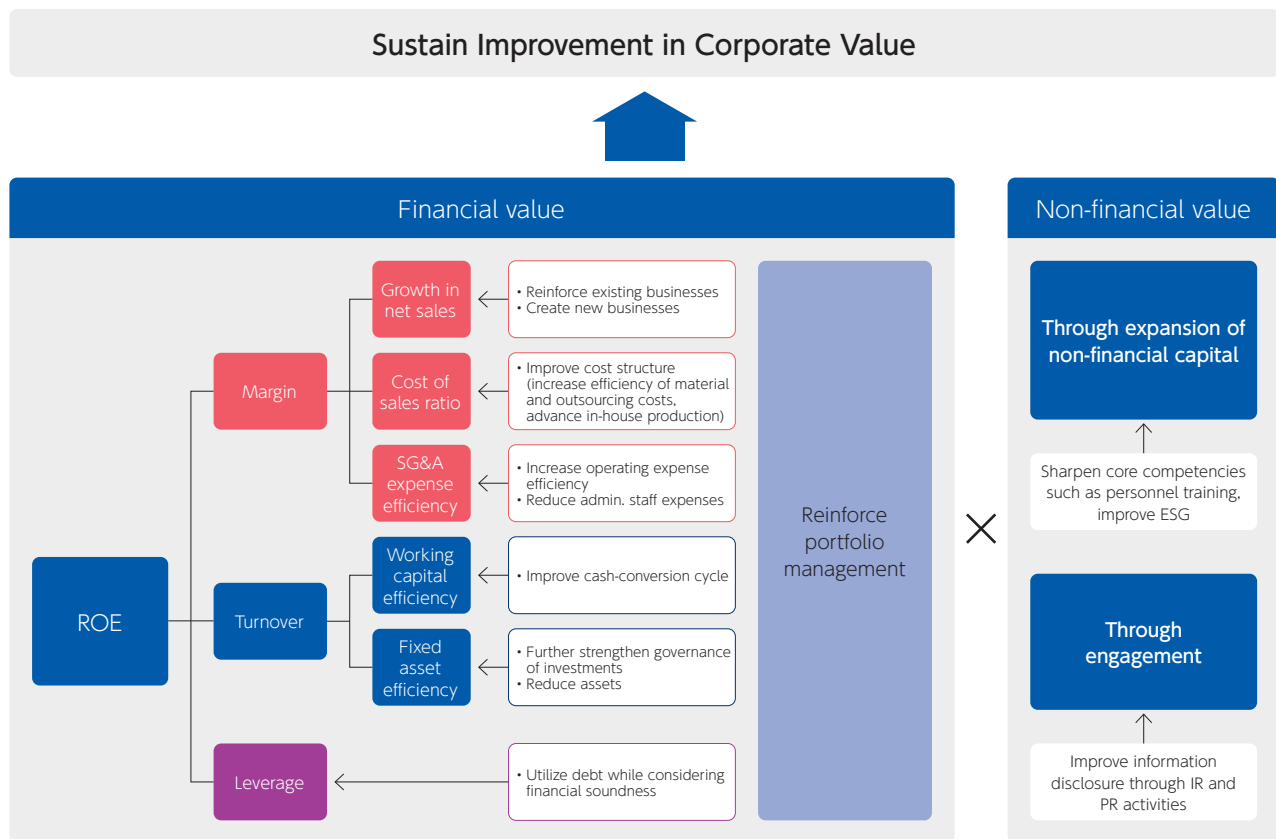 Sustain Improvement in Corporate Value
Financial value
ROE
Margin
Growth in
net sales
• Reinforce existing businesses
• Create new businesses
Cost of
sales ratio
• Improve cost structure
(increase efficiency of material
and outsourcing costs,
advance in-house production)
SG&A
expense
efficiency
• Increase operating expense
efficiency
• Reduce admin. staff expenses
Turnover
Working
capital
efficiency
• Improve cash-conversion cycle
Fixed
asset
efficiency
• Further strengthen governance
of investments
• Reduce assets
Leverage
• Utilize debt while considering
financial soundness
Reinforce
portfolio
management
×
Non-financial value
Through expansion of
non-financial capital
Sharpen core competencies
such as personnel training,
improve ESG
Through
engagement
Improve information
disclosure through IR and
PR activities